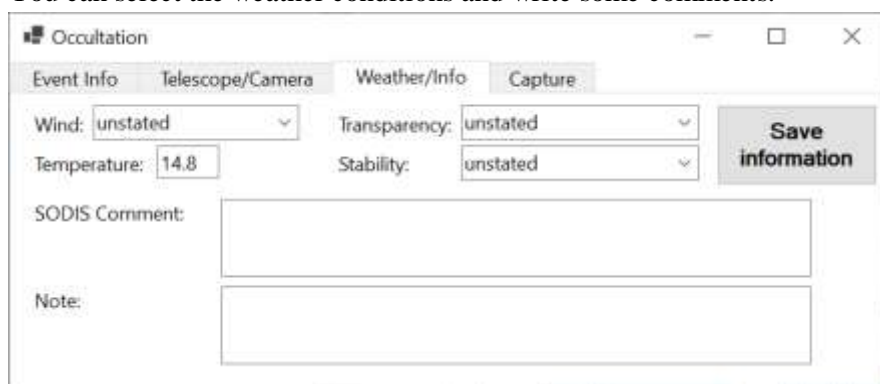 You can select the weather conditions and write some comments.
Occultation
Event Info Telescope/Camera Weather/Info Capture
Wind: unstated Transparency: unstated Save
Temperature: 14.8 Stability: unstated information
SODIS Comment:
Note: